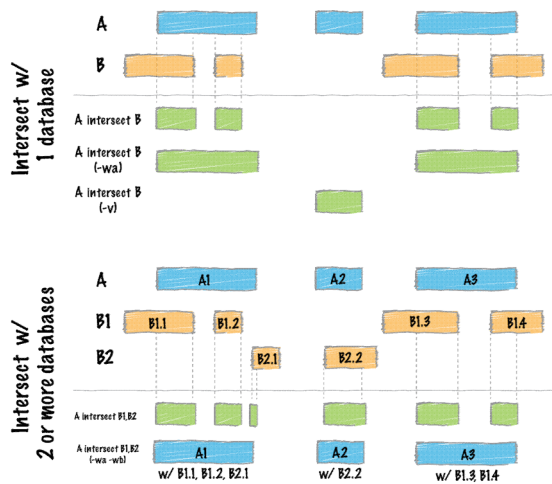 Intersect w/
1 database
A
B
A intersect B
A intersect B
(-wa)
A intersect B
(-v)
Intersect w/
2 or more databases
A
A1
A2
A3
B1
B1.1
B1.2
B1.3
B1.4
B2
B2.1
B2.2
A intersect B1,B2
A intersect B1,B2
(-wa -wb)
A1
A2
A3
w/ B1.1, B1.2, B2.1
w/ B2.2
w/ B1.3, B1.4